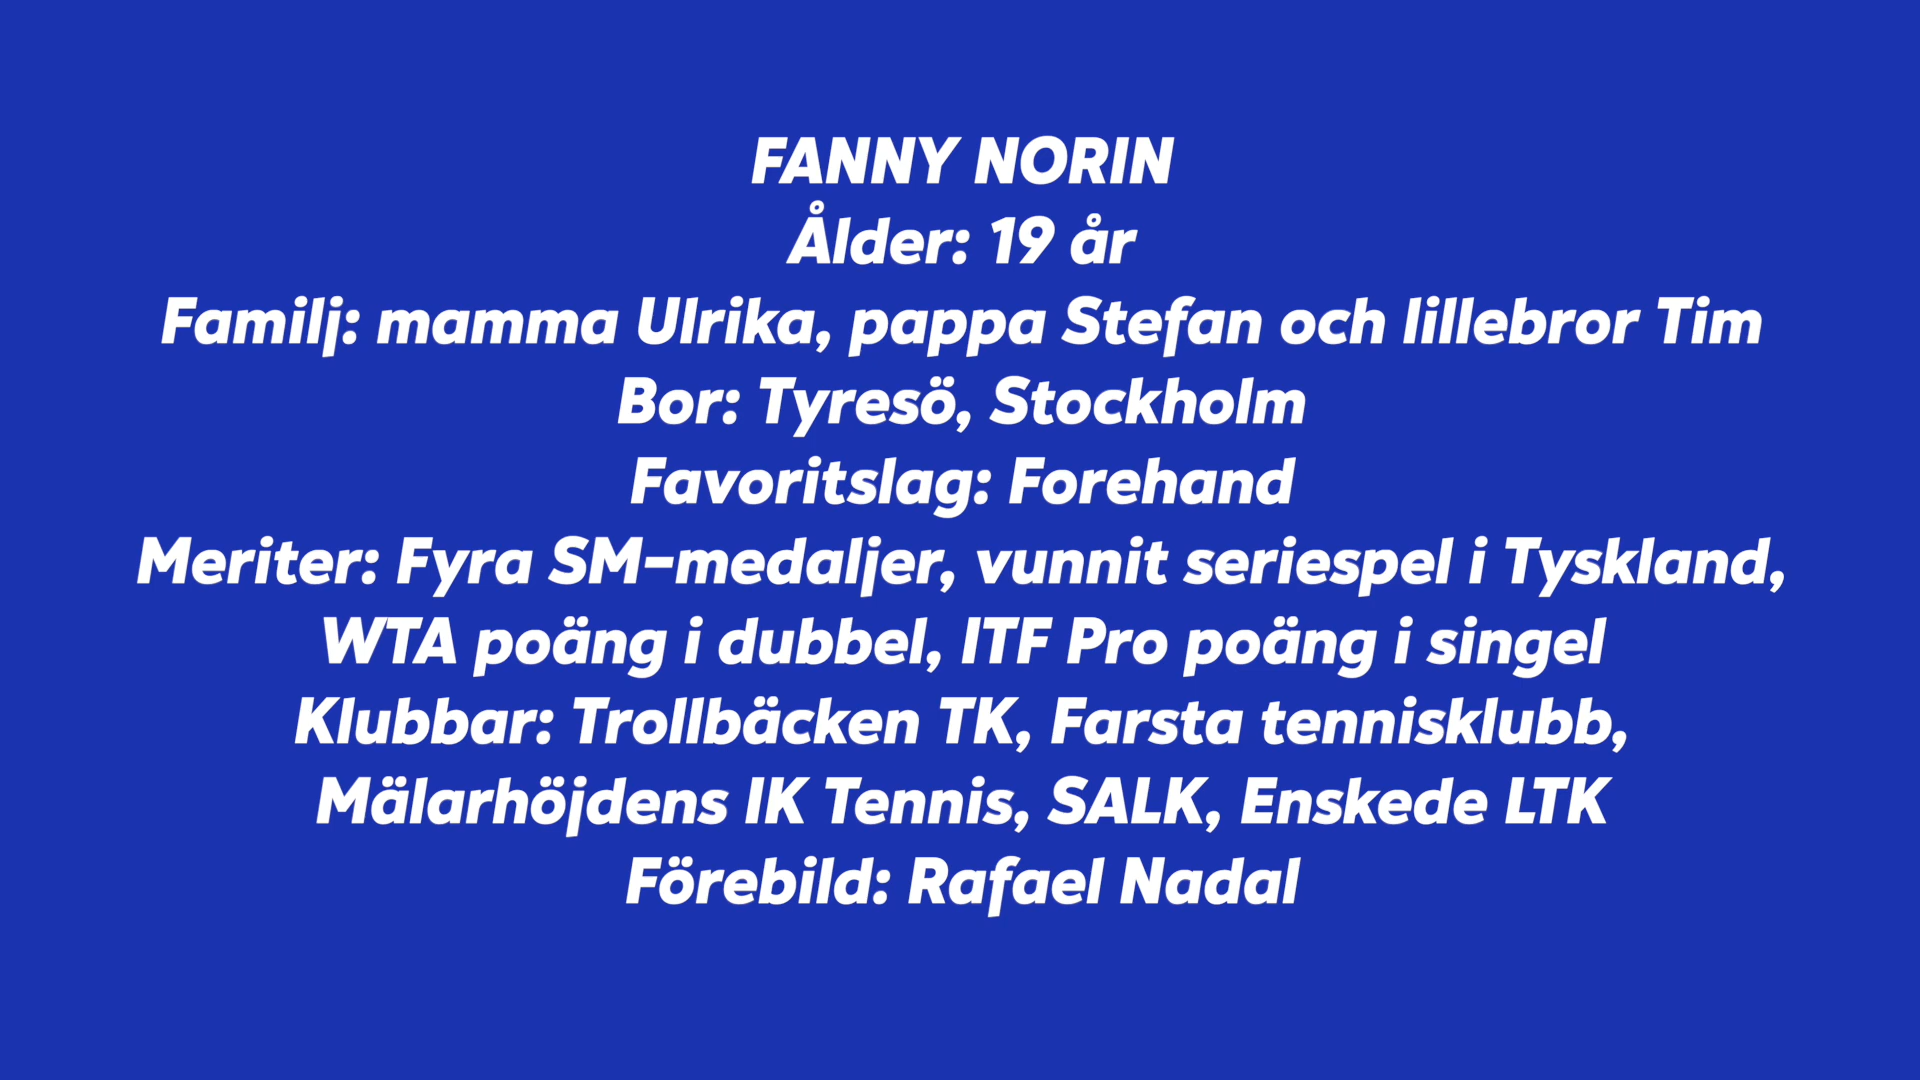 FANNY NORIN
Ålder: 19 år
Familj: mamma Ulrika, pappa Stefan och lillebror Tim
Bor: Tyresö, Stockholm
Favoritslag: Forehand
Meriter: Fyra SM-medaljer, vunnit seriespel i Tyskland,
WTA poäng i dubbel, ITF Pro poäng i singel
Klubbar: Trollbäcken TK, Farsta tennisklubb,
Mälarhöjdens IK Tennis, SALK, Enskede LTK
Förebild: Rafael Nadal